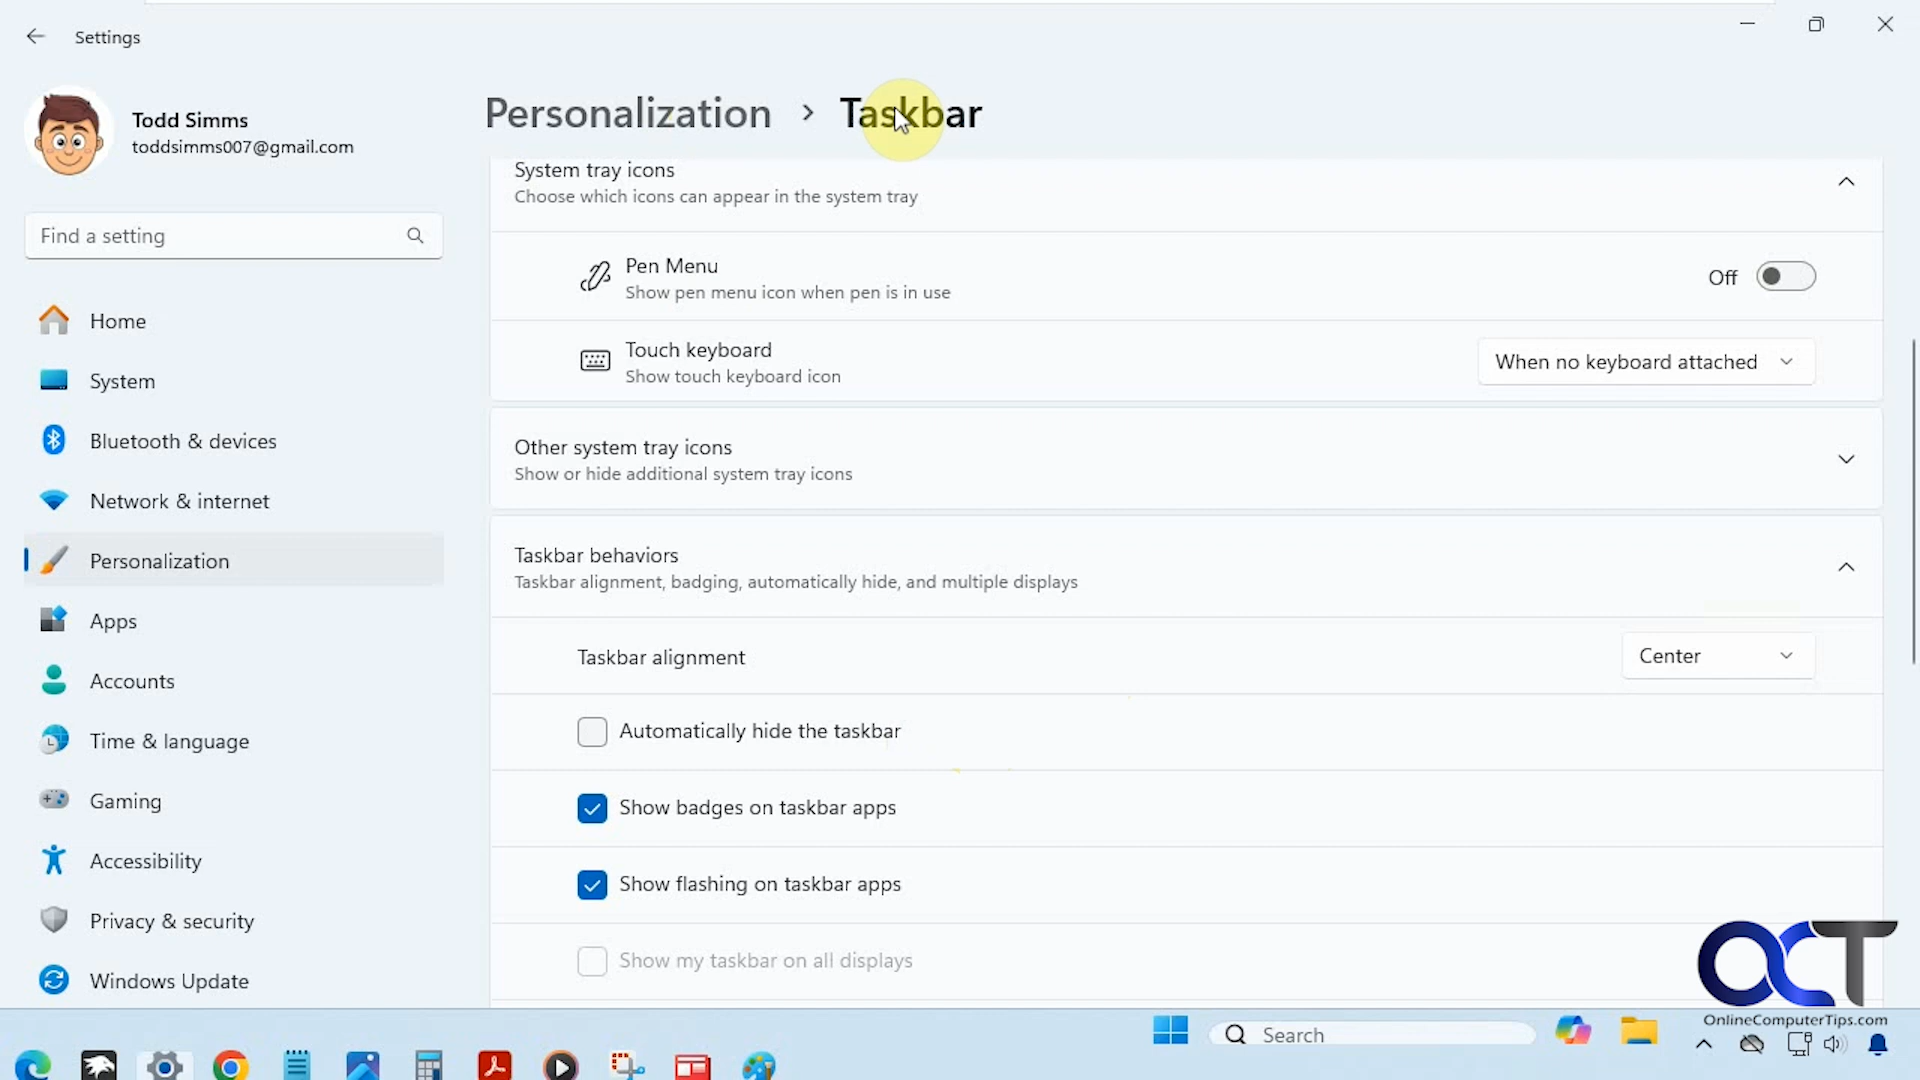 Settings
Todd Simms
toddsimms007@gmail.com
Find a setting
Home
System
Bluetooth & devices
Network & internet
Personalization
Apps
Accounts
Time & language
Gaming
Accessibility
Privacy & security
Windows Update
Personalization > Taskbar
System tray icons
Choose which icons can appear in the system tray
Pen Menu
Show pen menu icon when pen is in use
Off
Touch keyboard
Show touch keyboard icon
When no keyboard attached
Other system tray icons
Show or hide additional system tray icons
Taskbar behaviors
Taskbar alignment, badging, automatically hide, and multiple displays
Taskbar alignment
Center
Automatically hide the taskbar
Show badges on taskbar apps
Show flashing on taskbar apps
Show my taskbar on all displays
OCT
OnlineComputerTips.com
Search